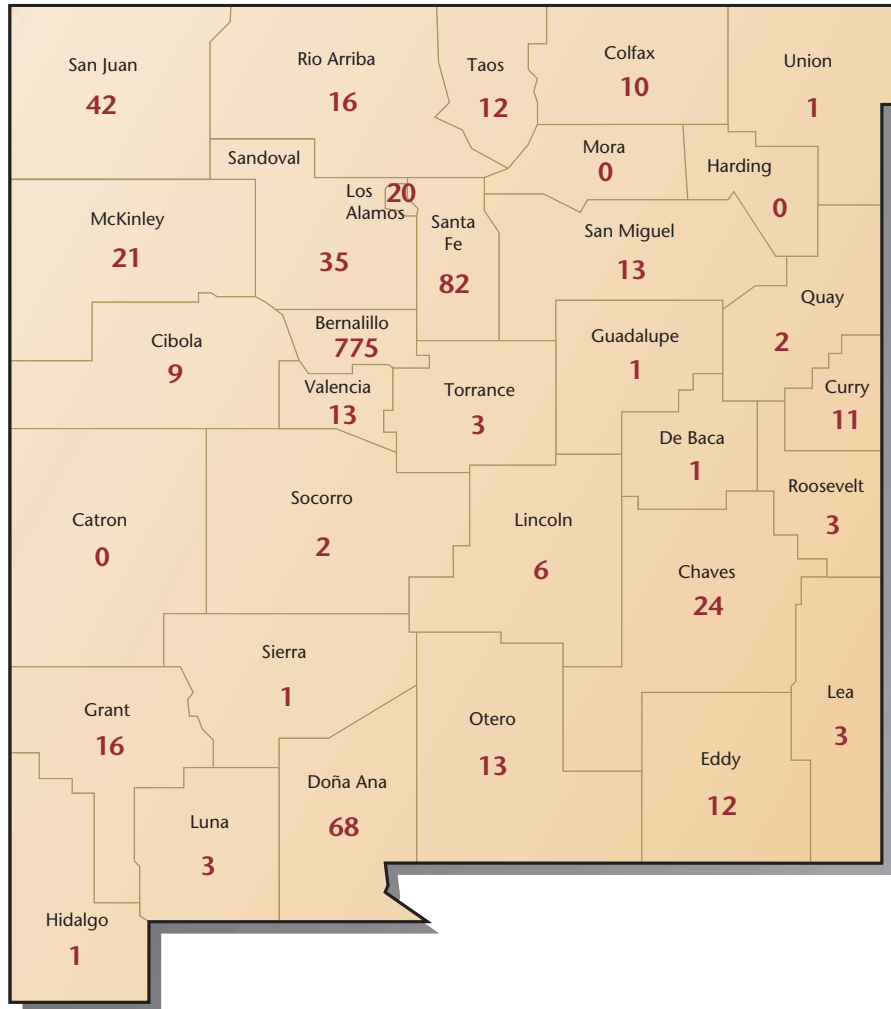 San Juan
42
Rio Arriba
16
Taos
12
Colfax
10
Union
1
Mora
0
Harding
0
Sandoval
35
Los
Alamos
20
Santa
Fe
82
McKinley
21
San Miguel
13
Quay
2
Bernalillo
775
Cibola
9
Guadalupe
1
Valencia
13
Torrance
3
Curry
11
De Baca
1
Roosevelt
3
Catron
0
Socorro
2
Lincoln
6
Chaves
24
Sierra
1
Grant
16
Otero
13
Lea
3
Eddy
12
Doña Ana
68
Luna
3
Hidalgo
1